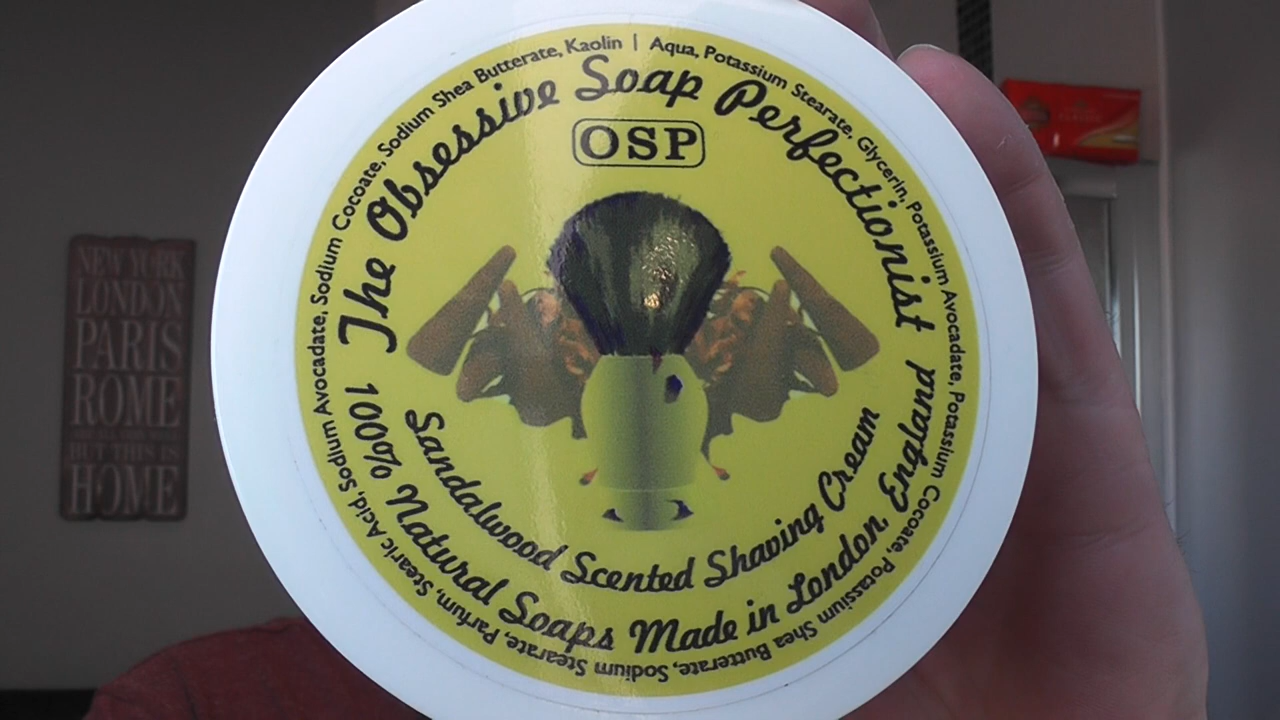 Aqua, Potassium Stearate, Glycerin, Potassium Avocadate, Potassium Cocoate, Potassium Shea Butterate, Sodium Stearate, Parfum, Stearic Acid, Sodium Avocadate, Sodium Cocoate, Sodium Shea Butterate, Kaolin |
The Obsessive Soap Perfectionist
OSP
Sandalwood Scented Shaving Cream
100% Natural Soaps Made in London, England
NEW YORK
LONDON
PARIS
ROME
BUT THIS IS
HOME